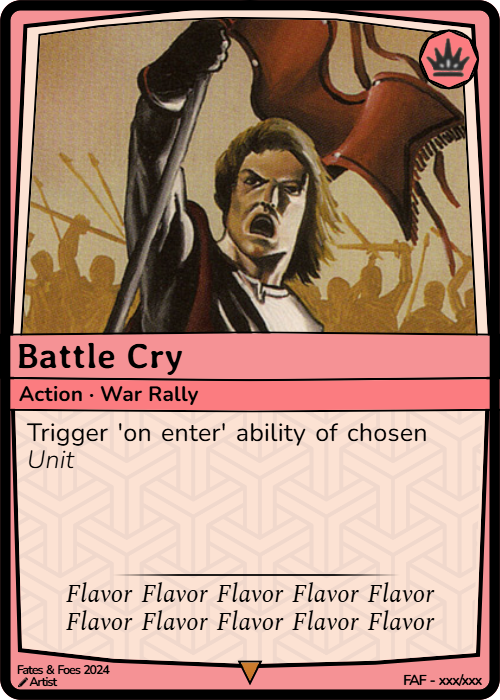 Battle Cry
Action · War Rally
Trigger 'on enter' ability of chosen
Unit
Flavor Flavor Flavor Flavor Flavor
Flavor Flavor Flavor Flavor Flavor
Fates & Foes 2024
Artist
FAF - xxx/xxx